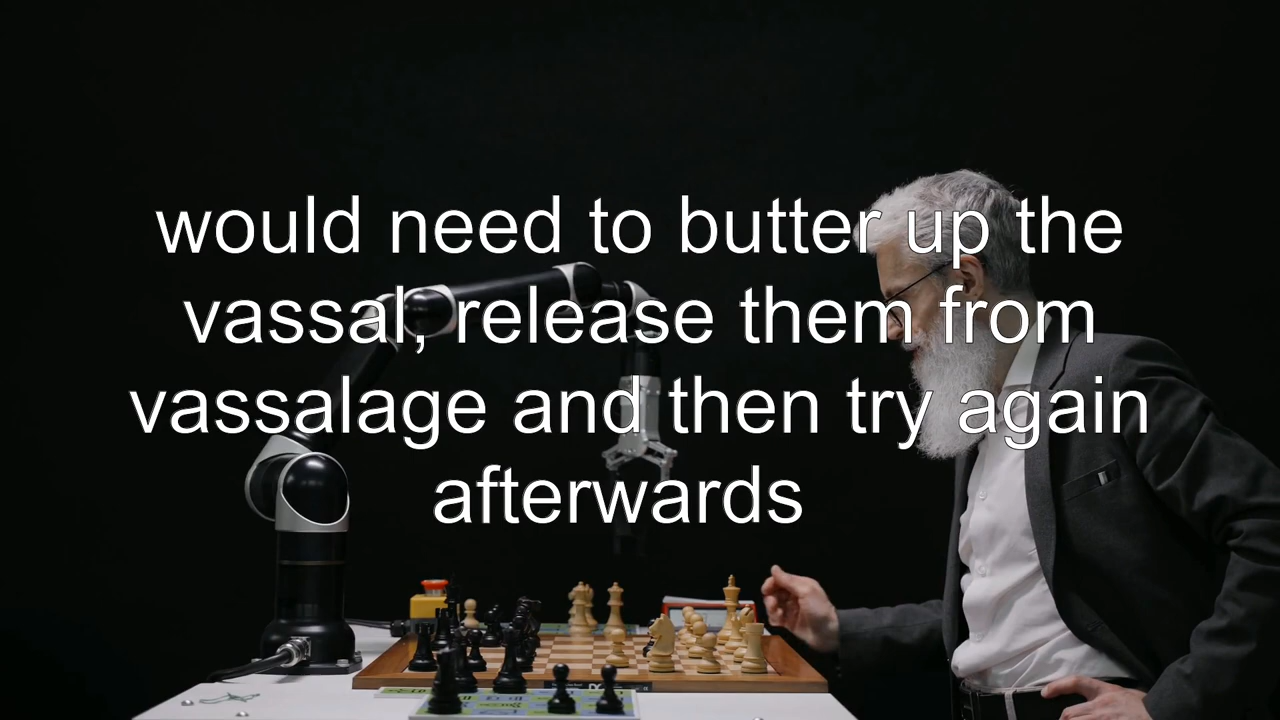 would need to butter up the
vassal, release them from
vassalage and then try again
afterwards